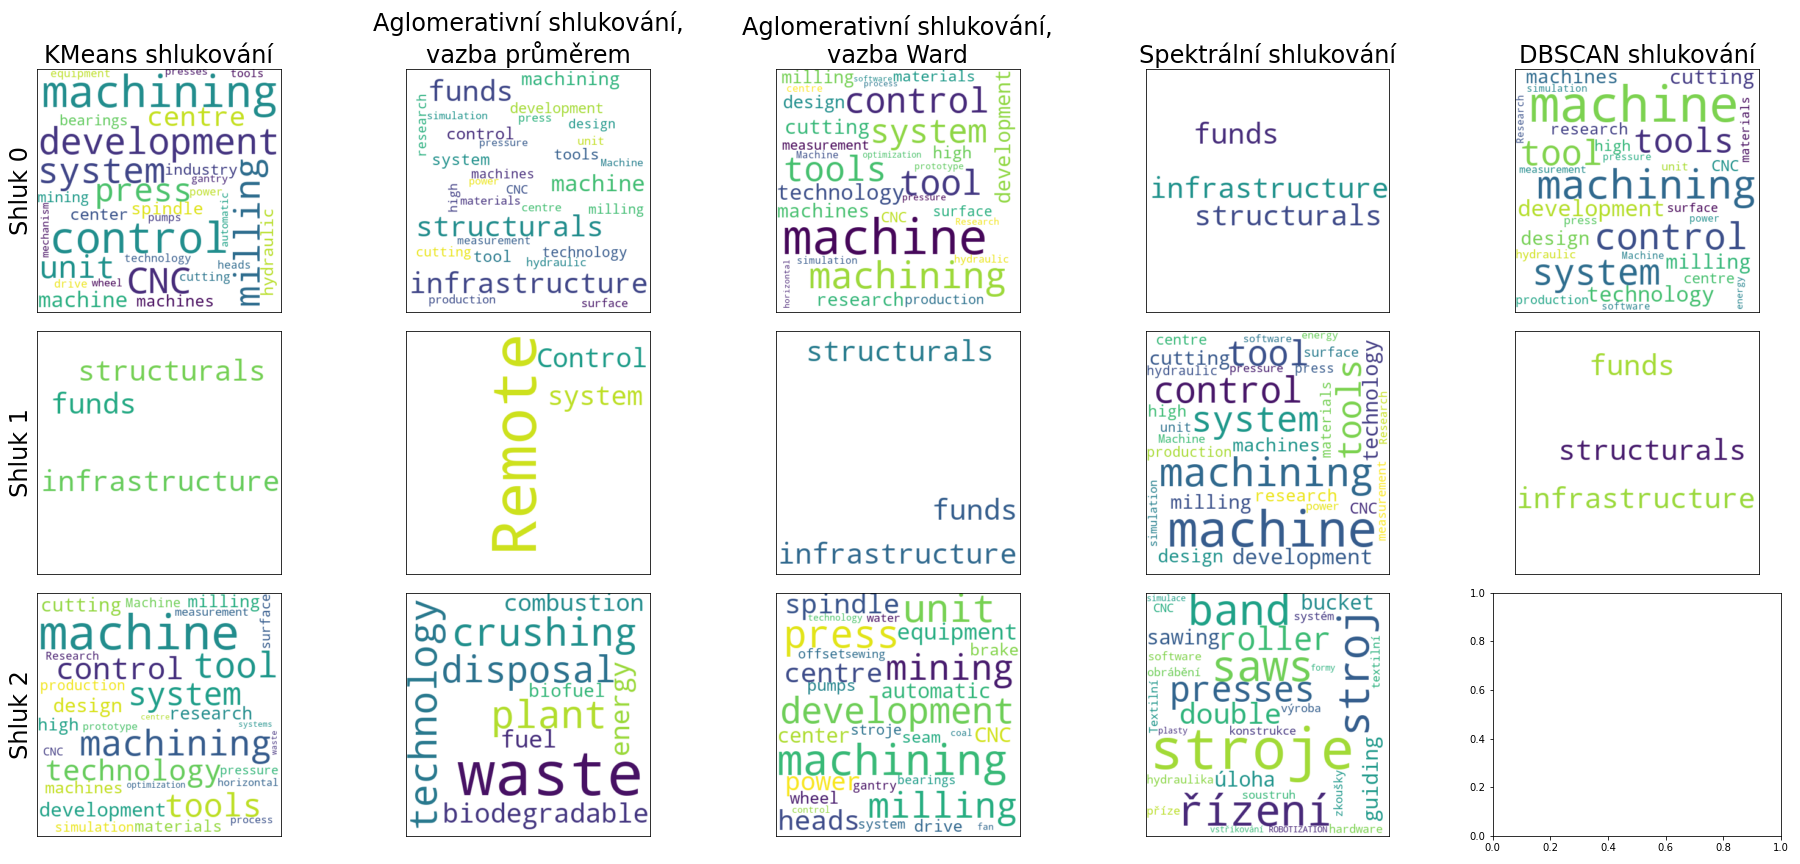 KMeans shlukování
Aglomerativní shlukování,
vazba průměrem
Aglomerativní shlukování,
vazba Ward
Spektrální shlukování
DBSCAN shlukování
Shluk 0
equipment presses tools
machining
bearings centre
development
system industry
gantry
press power
mining
center spindle
pumps
mechanism
control
automatic
milling
hydraulic
technology
unit heads
CNC cutting
drive wheel
machine machines
machining
funds
research
development
simulation press design
control unit
pressure
system tools Machine
machines
power
high CNC machine
materials centre milling
structurals
measurement
cutting tool technology
hydraulic
infrastructure
production surface
milling software materials
centre process
design control
development
cutting system
measurement
Machine optimization high
tools prototype
technology tool
pressure
machines CNC surface
Research
machine
simulation hydraulic
horizontal
machining
research production
funds
infrastructure
structurals
machines cutting
simulation
machine
Research
research tools
materials
tool high
pressure
measurement unit CNC
machining
development surface
power
press
design control
hydraulic Machine milling
system centre
energy
production technology
software
Shluk 1
structurals
funds
infrastructure
Remote
Control
system
structurals
funds
infrastructure
centre software energy
cutting tool surface
hydraulic pressure press
technology
control
tools
materials
high system
Research
unit
Machine machines
production
machining
measurement
simulation
milling research
power CNC
machine
design development
funds
structurals
infrastructure
Shluk 2
cutting Machine milling
measurement
surface
machine
Research
control tool
production system
design research
centre
high prototype systems
waste
CNC machining
technology pressure
machines optimization horizontal
development tools
process
simulation materials
combustion
technology
crushing
disposal
energy
biofuel
plant
fuel
waste
biodegradable
spindle unit
technology water
press equipment
offset sewing brake
centre mining
pumps automatic
development
center stroje seam coal CNC
machining
power bearings
gantry
wheel
control milling
heads system drive fan
simulace band bucket
CNC systém
sawing roller
stroj
textilní
software saws formy
obrábění
presses
Textilní
double výroba
plasty konstrukce
stroje
guiding
hydraulika úloha
zkoušky
soustruh
příze řízení
vstřikování ROBOTIZATION hardware
1.0
0.8
0.6
0.4
0.2
0.0
0.0 0.2 0.4 0.6 0.8 1.0